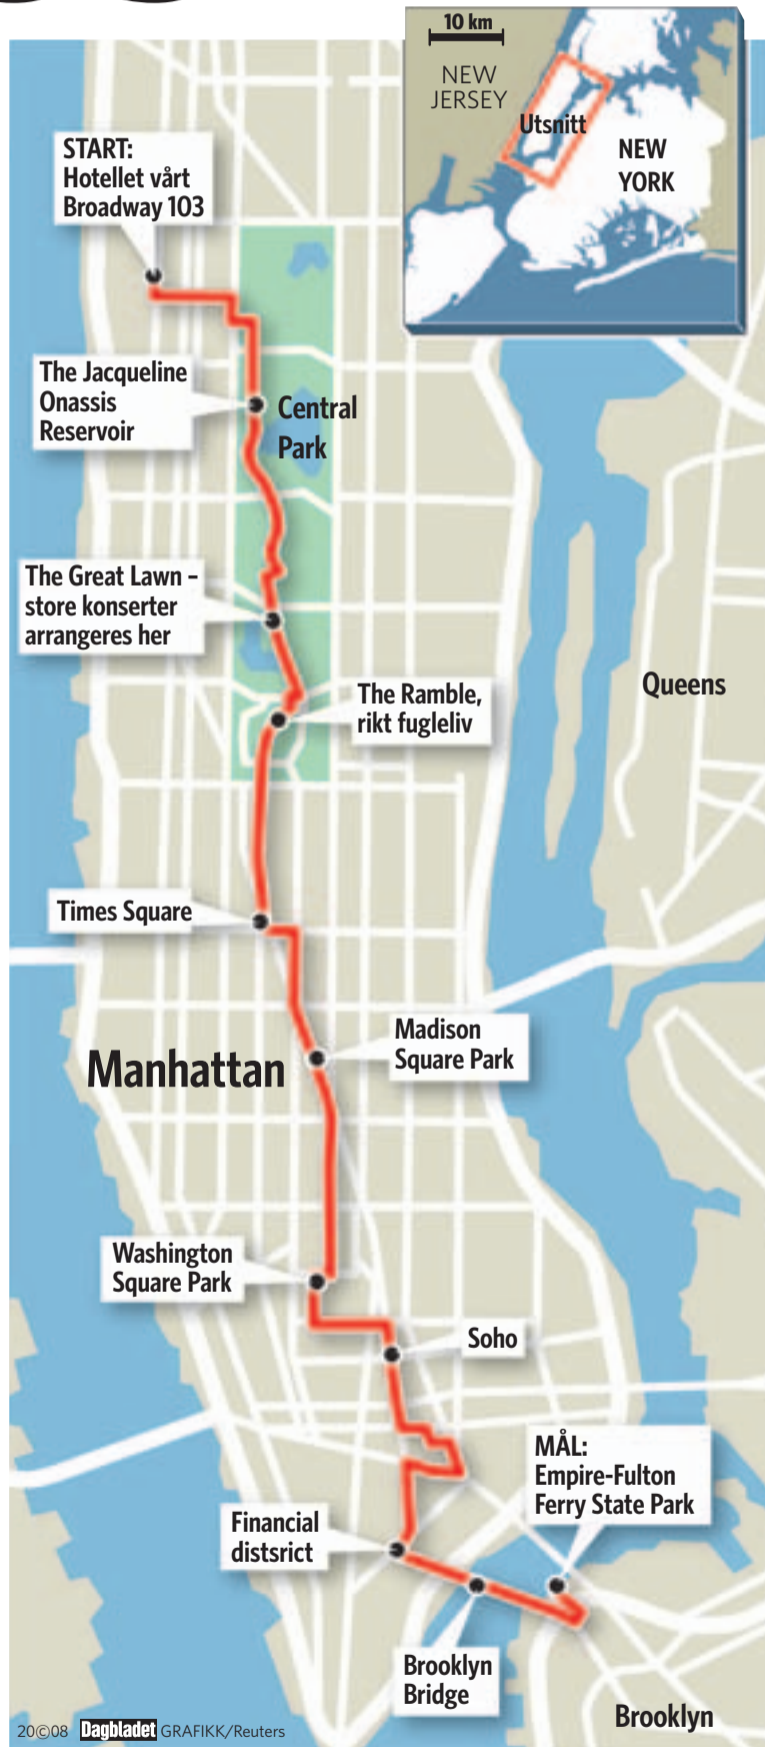 10 km
NEW
JERSEY
Utsnitt
NEW
YORK
START:
Hotellet vårt
Broadway 103
The Jacqueline
Onassis
Reservoir
Central
Park
The Great Lawn –
store konserter
arrangeres her
The Ramble,
rikt fugleliv
Queens
Times Square
Madison
Square Park
Manhattan
Washington
Square Park
Soho
MÅL:
Empire-Fulton
Ferry State Park
Financial
distsrict
Brooklyn
Bridge
Brooklyn
20©08 Dagbladet GRAFIKK/Reuters